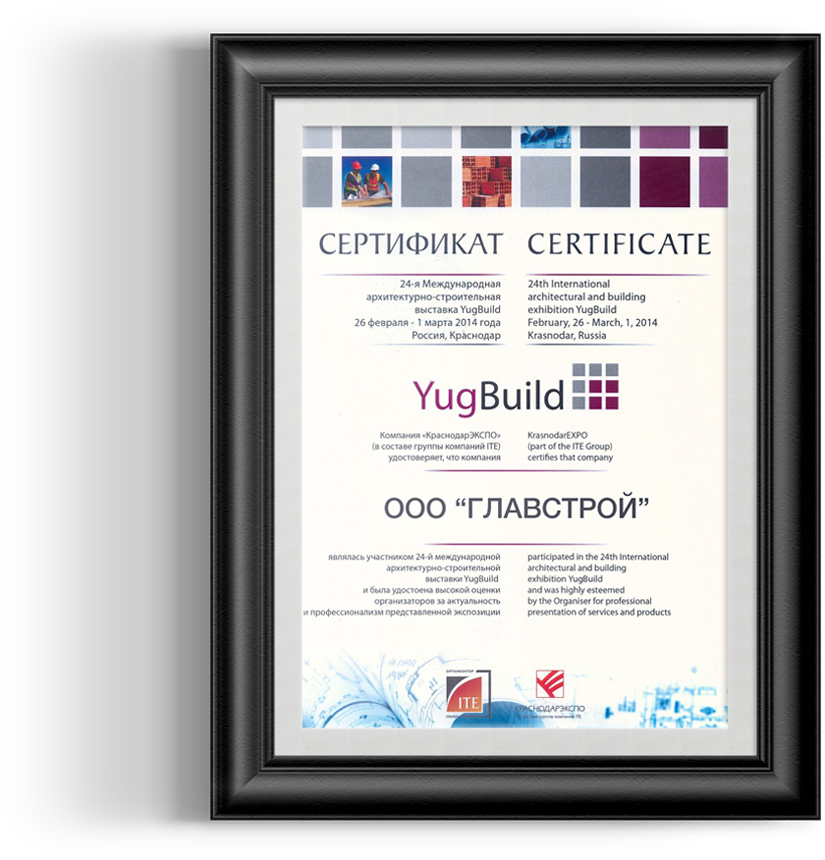 СЕРТИФИКАТ
24-я Международная
архитектурно-строительная
выставка YugBuild
26 февраля - 1 марта 2014 года
Россия, Краснодар
CERTIFICATE
24th International
architectural and building
exhibition YugBuild
February, 26 - March, 1, 2014
Krasnodar, Russia
YugBuild
Компания «КраснодарЭКСПО»
(в составе группы компаний ITE)
удостоверяет, что компания
KrasnodarEXPO
(part of the ITE Group)
certifies that company
ООО “ГЛАВСТРОЙ”
являлась участником 24-й международной
архитектурно-строительной
выставки YugBuild
и была удостоена высокой оценки
организаторов за актуальность
и профессионализм представленной экспозиции
participated in the 24th International
architectural and building
exhibition YugBuild
and was highly esteemed
by the Organiser for professional
presentation of services and products
ОРГАНИЗАТОР
ITE
КРАСНОДАРЭКСПО
группы компаний ITE